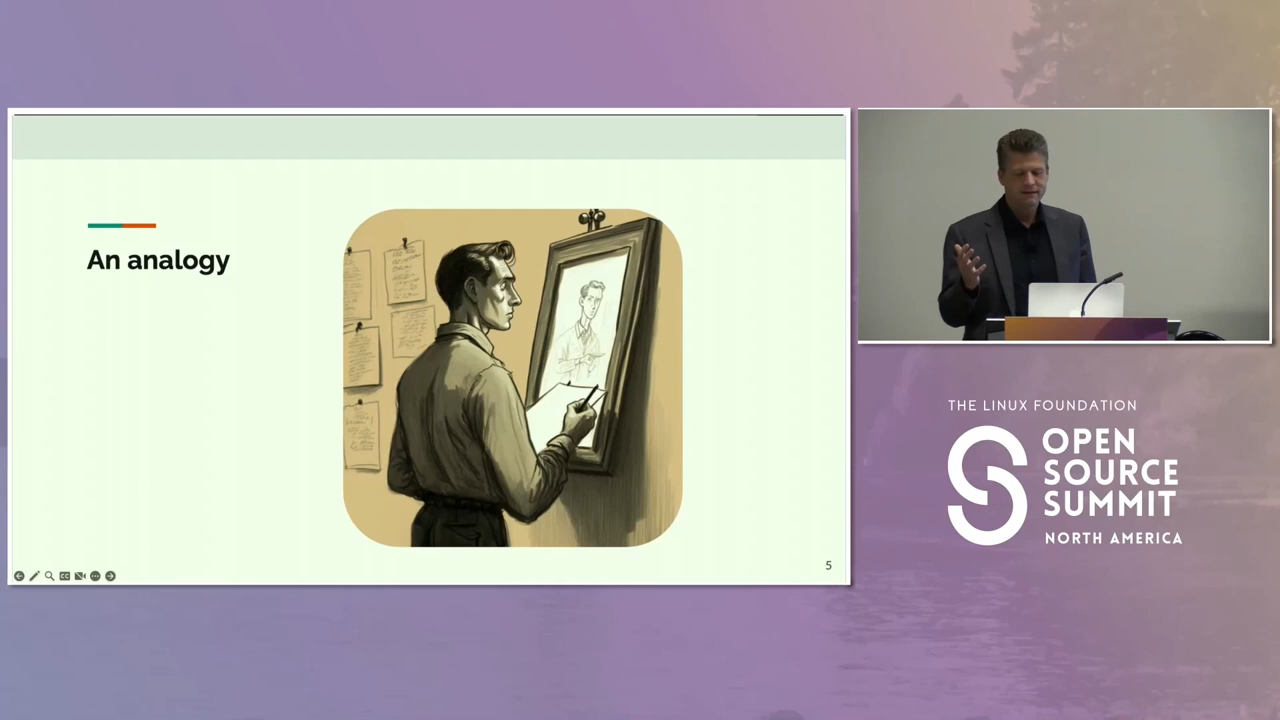 An analogy
5
THE LINUX FOUNDATION
OPEN
SOURCE
SUMMIT
NORTH AMERICA